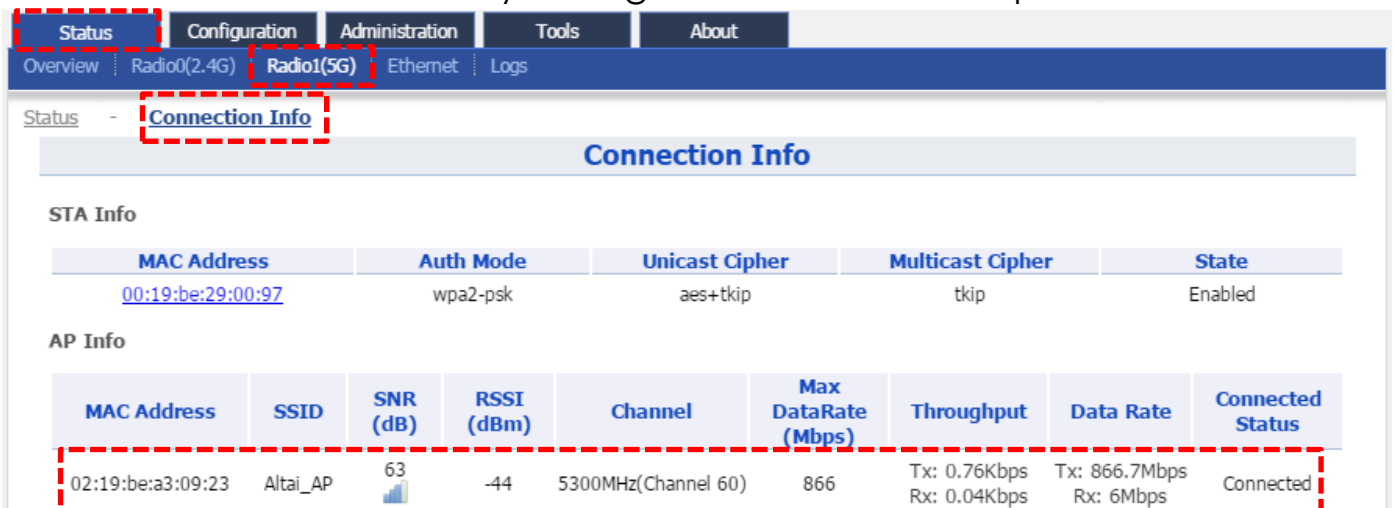 Status Configuration Administration Tools About
Overview Radio0(2.4G) Radio1(5G) Ethernet Logs
Status - Connection Info
Connection Info
STA Info
MAC Address Auth Mode Unicast Cipher Multicast Cipher State
00:19:be:29:00:97 wpa2-psk aes+tkip tkip Enabled
AP Info
MAC Address SSID SNR (dB) RSSI (dBm) Channel Max DataRate (Mbps) Throughput Data Rate Connected Status
02:19:be:a3:09:23 Altai_AP 63 -44 5300MHz(Channel 60) 866 Tx: 0.76Kbps Rx: 0.04Kbps Tx: 866.7Mbps Rx: 6Mbps Connected